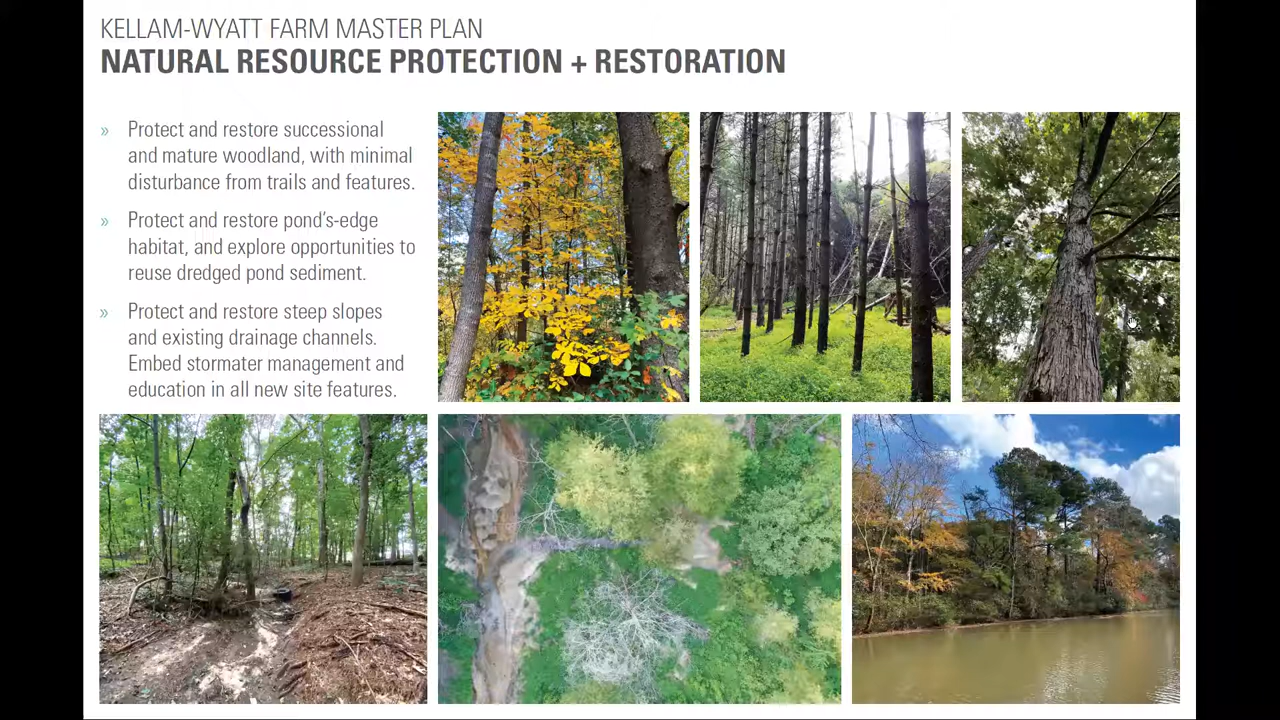 KELLAM-WYATT FARM MASTER PLAN
NATURAL RESOURCE PROTECTION + RESTORATION
» Protect and restore successional
and mature woodland, with minimal
disturbance from trails and features.
» Protect and restore pond's-edge
habitat, and explore opportunities to
reuse dredged pond sediment.
» Protect and restore steep slopes
and existing drainage channels.
Embed stormater management and
education in all new site features.